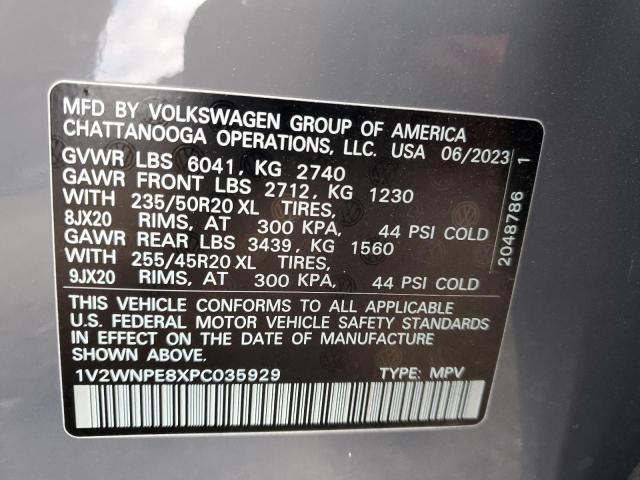 MFD BY VOLKSWAGEN GROUP OF AMERICA
CHATTANOOGA OPERATIONS, LLC. USA 06/2023
GVWR LBS 6041, KG 2740
GAWR FRONT LBS 2712, KG 1230
WITH 235/50R20 XL TIRES,
8JX20 RIMS, AT 300 KPA, 44 PSI COLD
GAWR REAR LBS 3439, KG 1560
WITH 255/45R20 XL TIRES,
9JX20 RIMS, AT 300 KPA, 44 PSI COLD
THIS VEHICLE CONFORMS TO ALL APPLICABLE
U.S. FEDERAL MOTOR VEHICLE SAFETY STANDARDS
IN EFFECT ON THE DATE OF MANUFACTURE
SHOWN ABOVE
1V2WNPE8XPC035929 TYPE: MPV
2048786 1